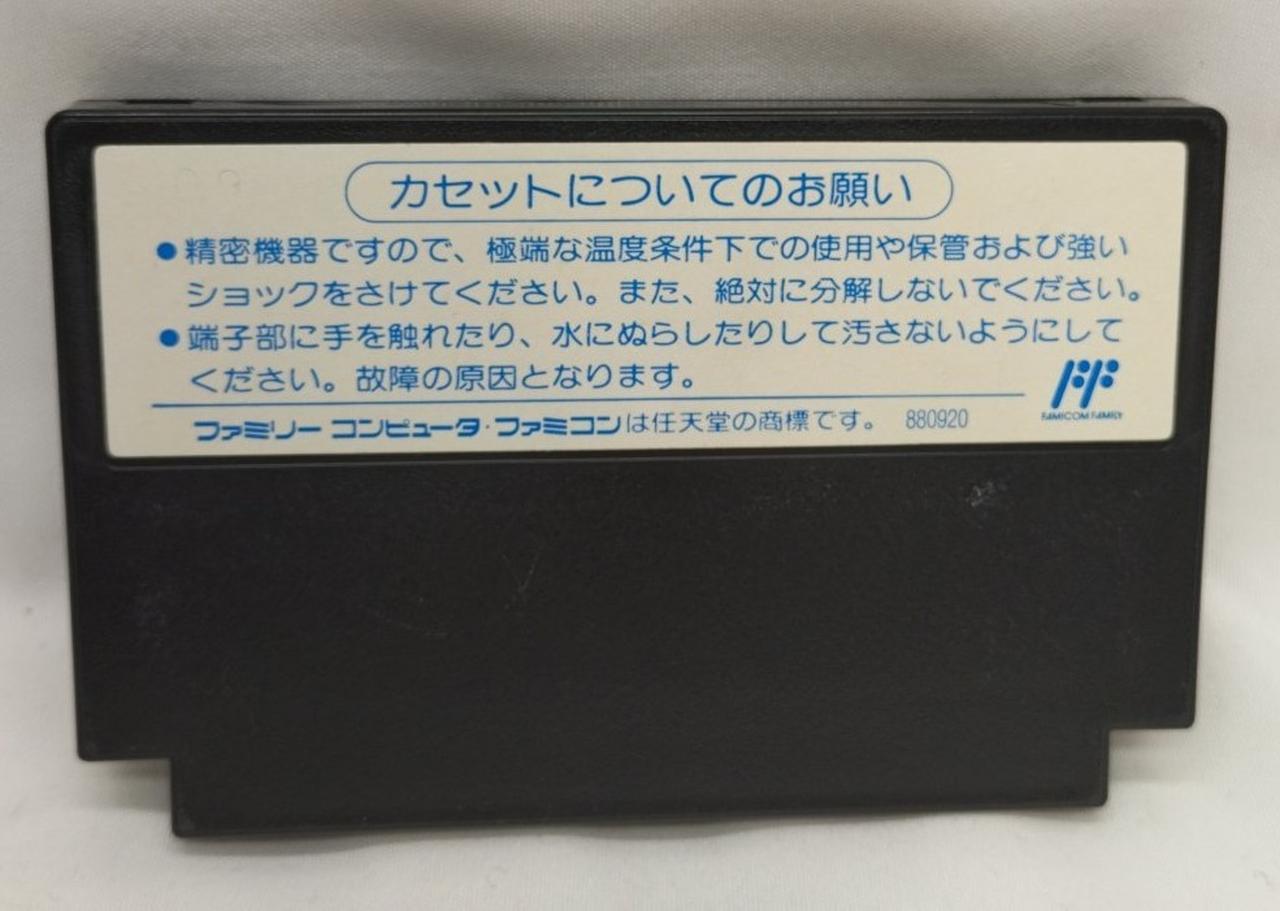 カセットについてのお願い
●精密機器ですので、極端な温度条件下での使用や保管および強い
ショックをさけてください。また、絶対に分解しないでください。
●端子部に手を触れたり、水にぬらしたりして汚さないようにして
ください。故障の原因となります。
FF
FAMICOM FAMILY
ファミリー コンピュータ・ファミコンは任天堂の商標です。 880920